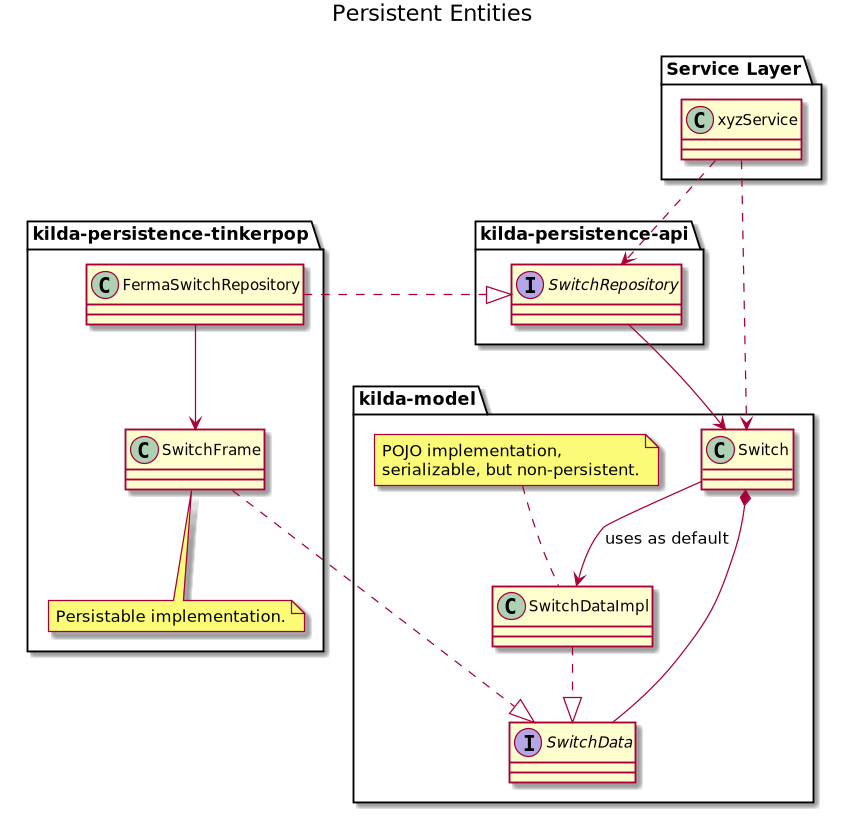 Persistent Entities
Service Layer
C xyzService
kilda-persistence-tinkerpop
kilda-persistence-api
C FermaSwitchRepository
I SwitchRepository
kilda-model
POJO implementation,
serializable, but non-persistent.
C SwitchFrame
C Switch
uses as default
C SwitchDataImpl
Persistable implementation.
I SwitchData